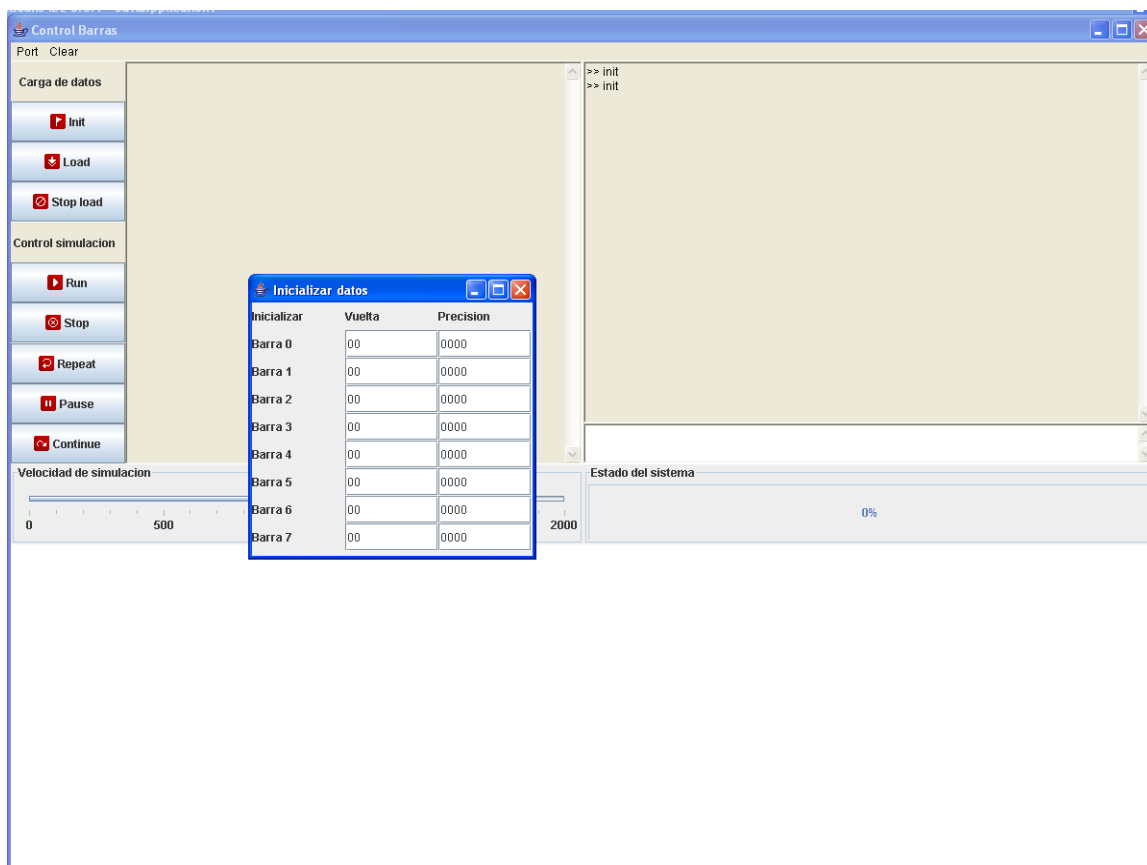 Control Barras
Port Clear
Carga de datos
Init
Load
Stop load
Control simulacion
Run
Stop
Repeat
Pause
Continue
>> init
>> init
Inicializar datos
Inicializar Vuelta Precision
Barra 0 00 0000
Barra 1 00 0000
Barra 2 00 0000
Barra 3 00 0000
Barra 4 00 0000
Barra 5 00 0000
Barra 6 00 0000
Barra 7 00 0000
Velocidad de simulacion
0 500 2000
Estado del sistema
0%